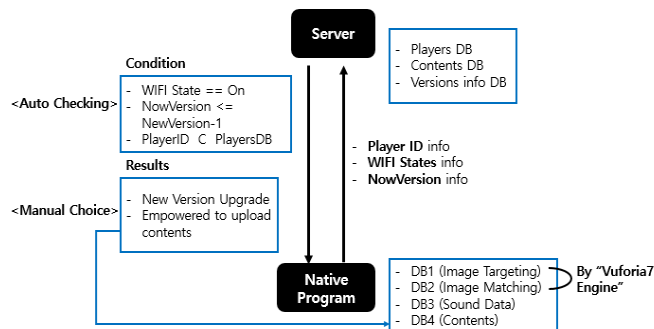 Server
- Players DB
- Contents DB
- Versions info DB
Condition
<Auto Checking>
- WIFI State == On
- NowVersion <=
NewVersion-1
- PlayerID C PlayersDB
- Player ID info
- WIFI States info
- NowVersion info
Results
<Manual Choice>
- New Version Upgrade
- Empowered to upload
contents
Native
Program
- DB1 (Image Targeting)
- DB2 (Image Matching)
- DB3 (Sound Data)
- DB4 (Contents)
By “Vuforia7
Engine”